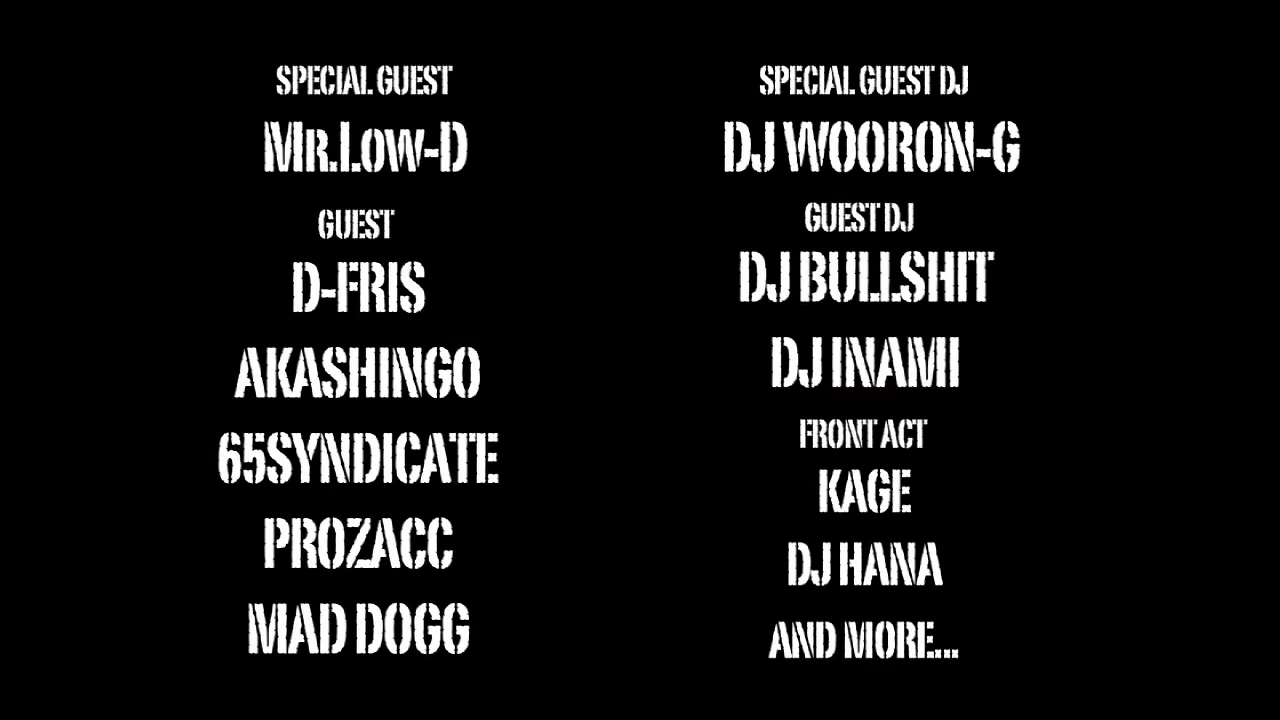 SPECIAL GUEST
Mr.Low-D
GUEST
D-FRIS
AKASHINGO
65SYNDICATE
PROZACC
MAD DOGG
SPECIAL GUEST DJ
DJ WOORON-G
GUEST DJ
DJ BULLSHIT
DJ INAMI
FRONT ACT
KAGE
DJ HANA
AND MORE...